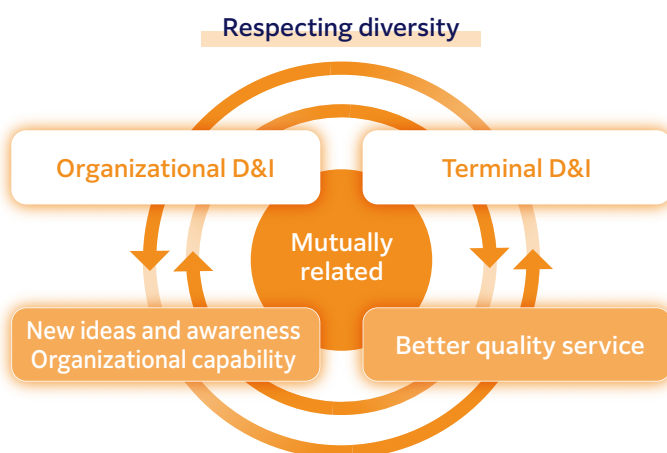 Respecting diversity
Organizational D&I
Terminal D&I
Mutually
related
New ideas and awareness
Organizational capability
Better quality service